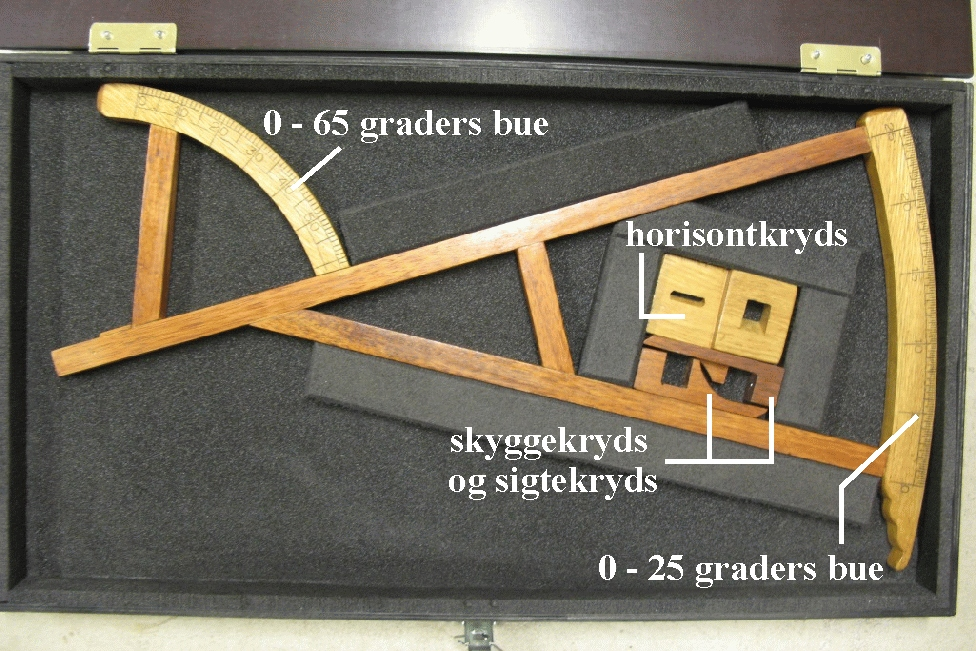 0 - 65 graders bue
horisontkryds
skyggekryds
og sigtekryds
0 - 25 graders bue